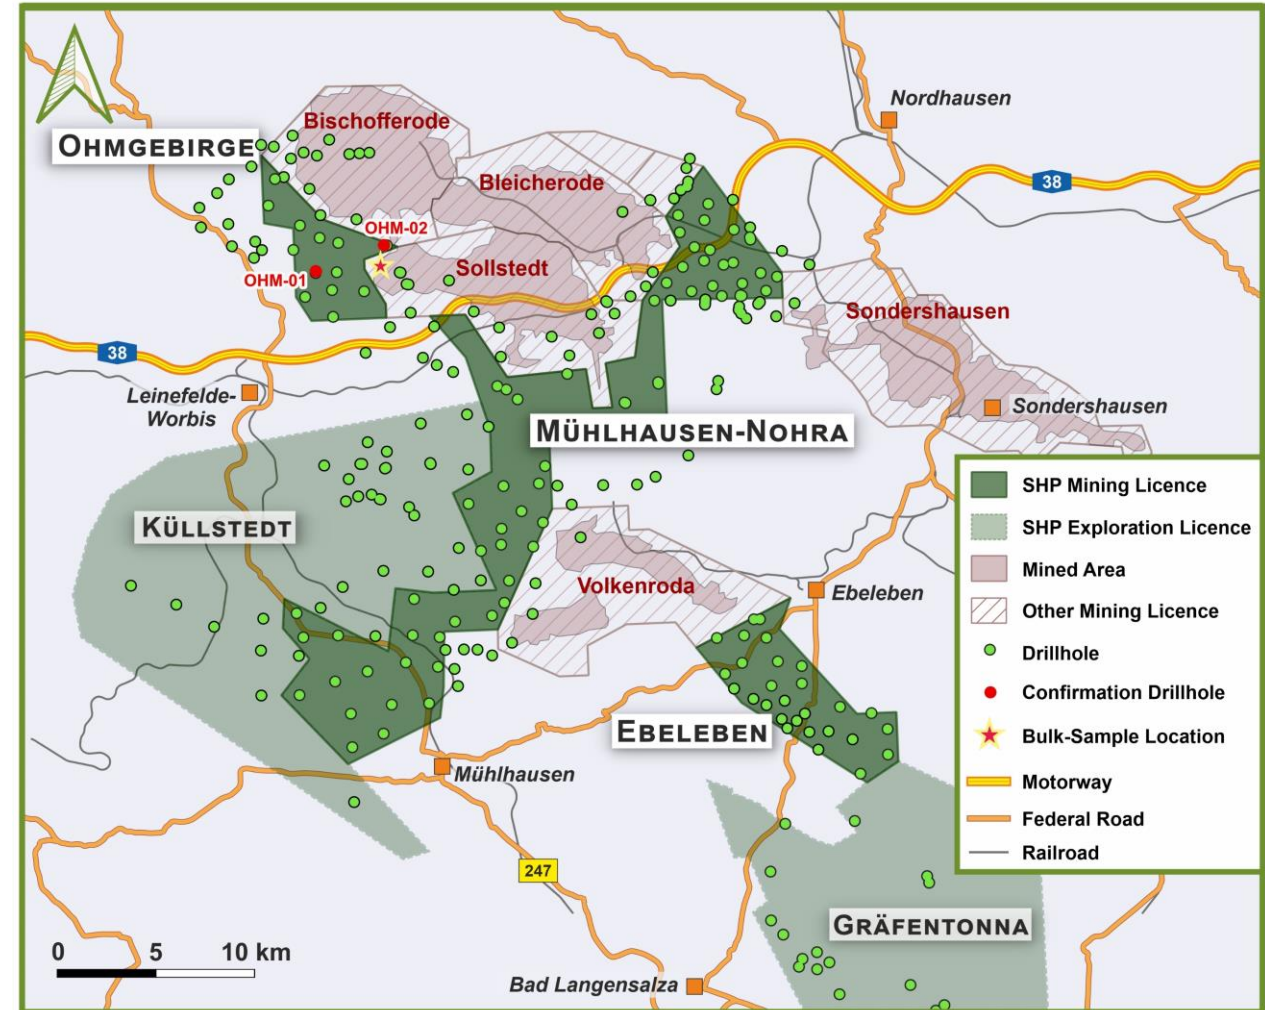 Nordhausen
Bischofferode
OHMGEBIRGE
Bleicherode
38
OHM-02
Sollstedt
OHM-01
Sondershausen
38
Leinefelde-
Worbis
Sondershausen
MÜHLHAUSEN-NOHRA
KÜLLSTEDT
Volkenroda
Ebeleben
EBELEBEN
Mühlhausen
247
GRÄFENTONNA
Bad Langensalza
0 5 10 km
SHP Mining Licence
SHP Exploration Licence
Mined Area
Other Mining Licence
Drillhole
Confirmation Drillhole
Bulk-Sample Location
Motorway
Federal Road
Railroad